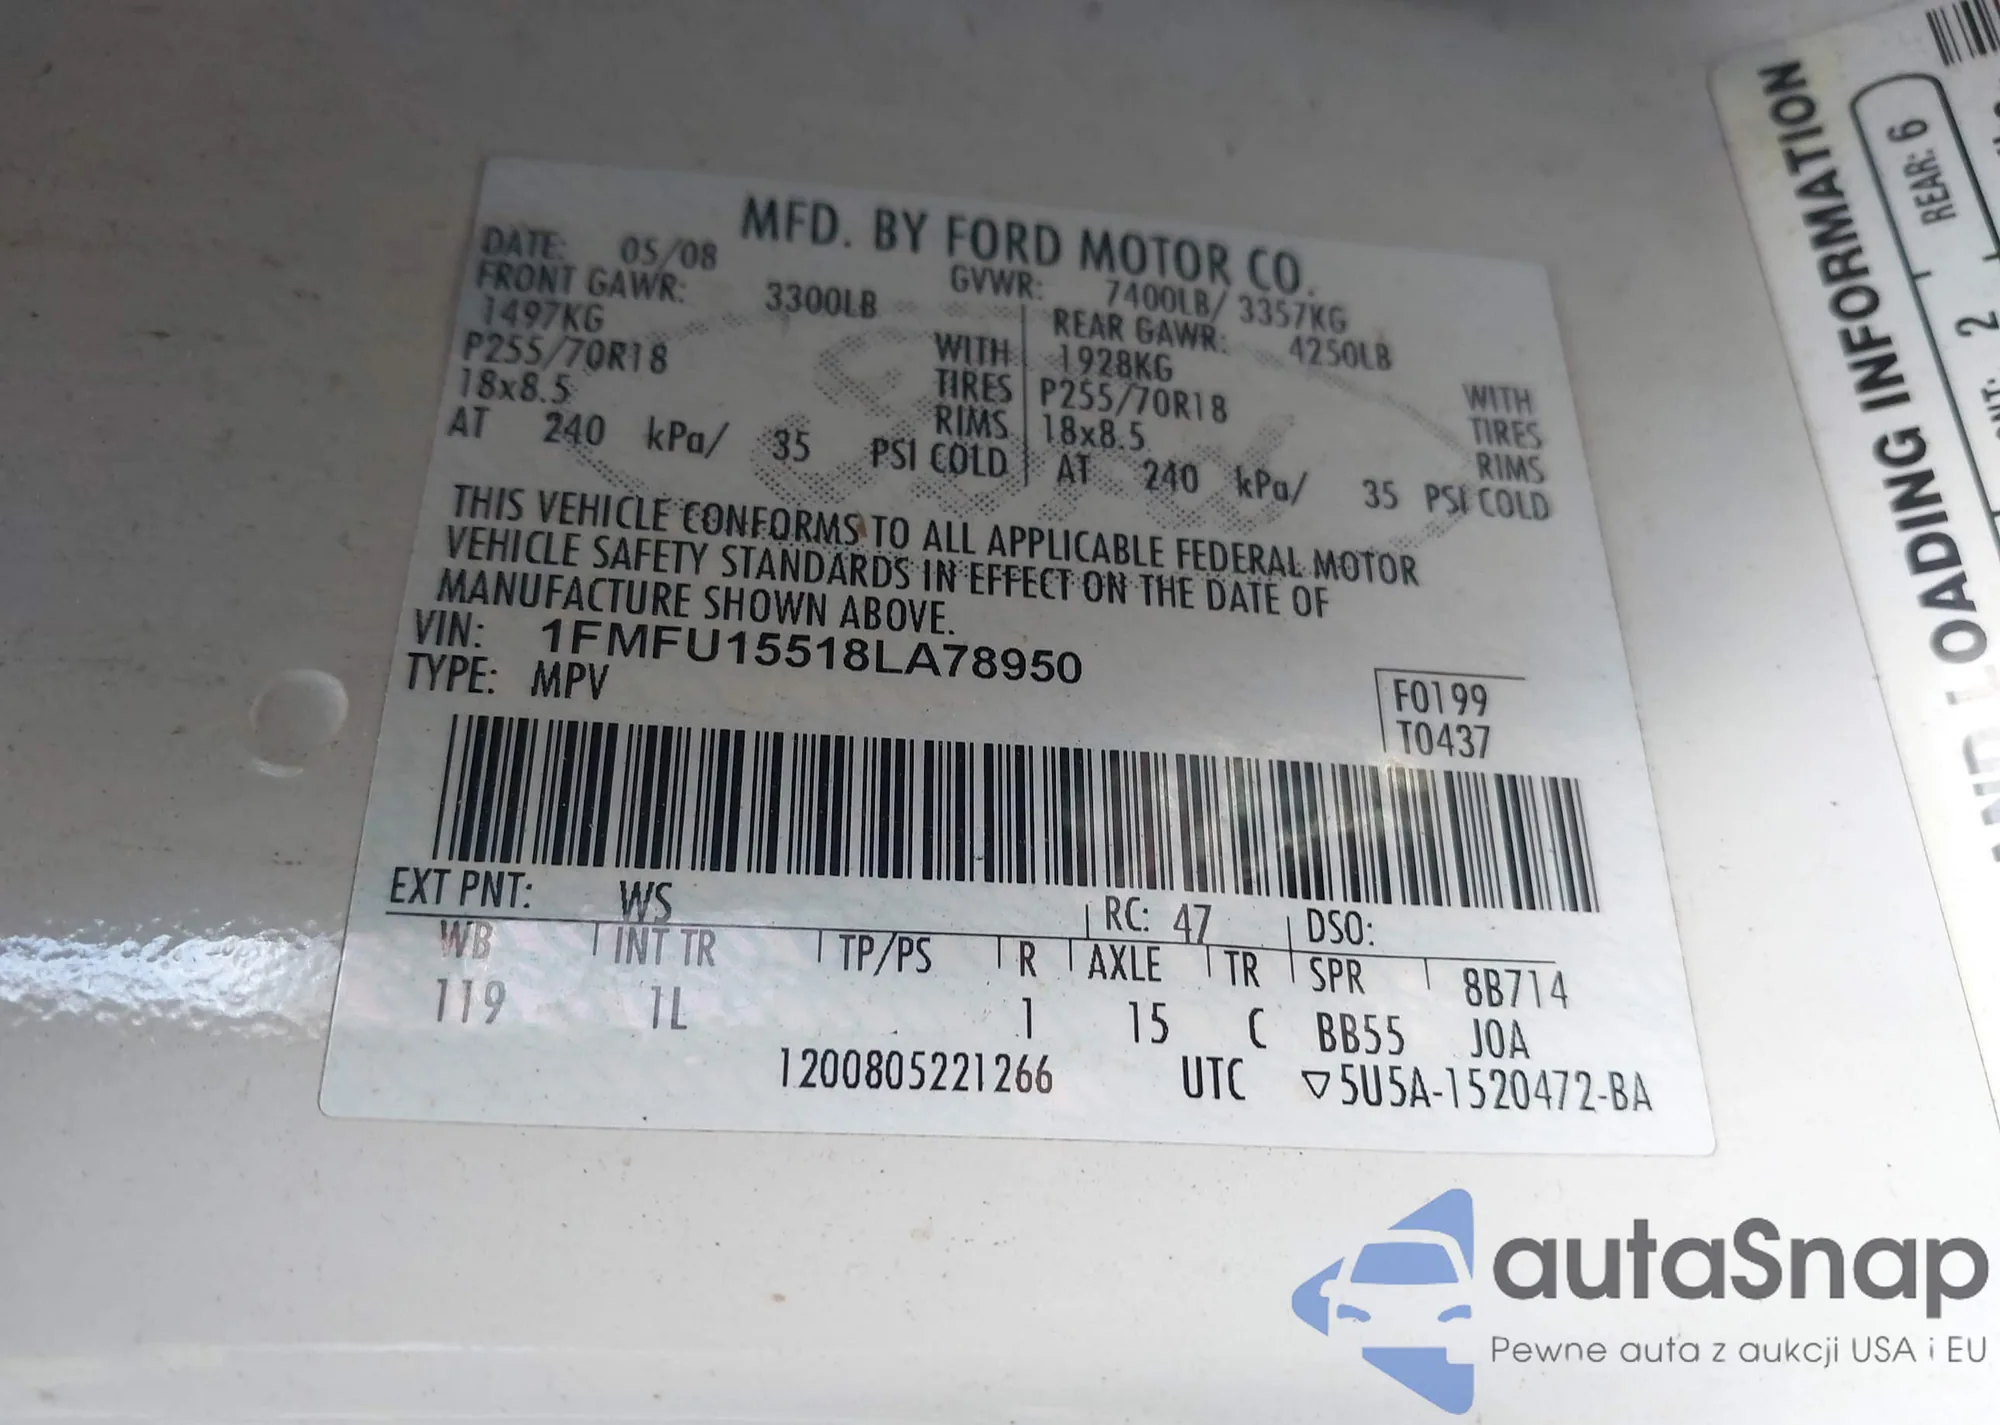 MFD. BY FORD MOTOR CO.
DATE: 05/08 GVWR: 7400LB/ 3357KG
FRONT GAWR: 3300LB REAR GAWR: 4250LB
1497KG WITH 1928KG WITH
P255/70R18 TIRES P255/70R18 TIRES
18x8.5 RIMS 18x8.5 RIMS
AT 240 kPa/ 35 PSI COLD AT 240 kPa/ 35 PSI COLD
THIS VEHICLE CONFORMS TO ALL APPLICABLE FEDERAL MOTOR
VEHICLE SAFETY STANDARDS IN EFFECT ON THE DATE OF
MANUFACTURE SHOWN ABOVE.
VIN: 1FMFU15518LA78950
TYPE: MPV
F0199
T0437
EXT PNT: WS RC: 47 DSO:
WB INT TR TP/PS R AXLE TR SPR 8B714
119 1L 1 15 C BB55 J0A
1200805221266 UTC ▽5U5A-1520472-BA
AND LOADING INFORMATION
REAR: 6
2
autaSnap
Pewne auta z aukcji USA i EU